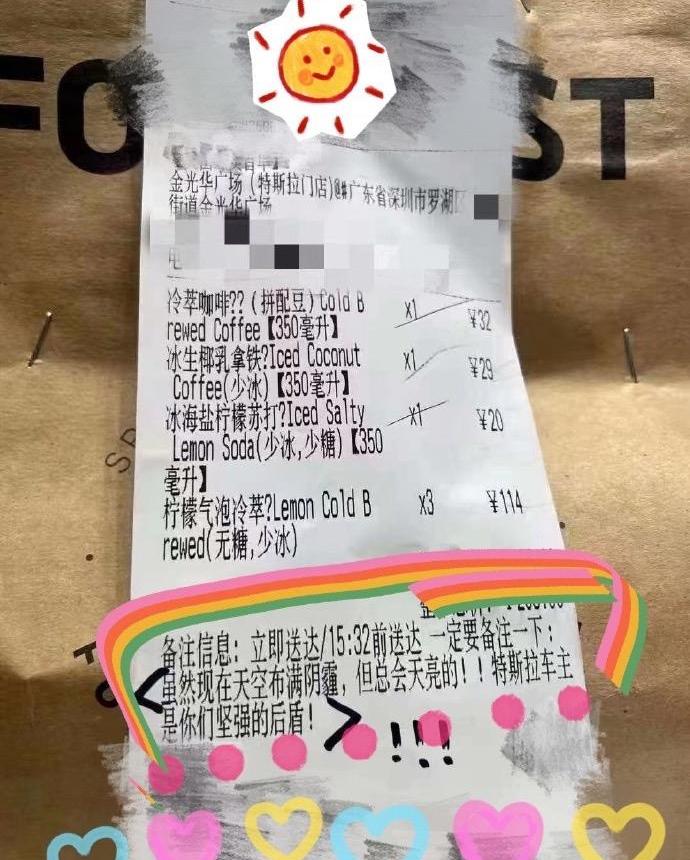 ST
金光华广场（特斯拉门店)@#广东省深圳市罗湖
街道金光华广场
电
冷萃咖啡??(拼配豆)Cold B x1 ¥32
rewed Coffee【350毫升】
冰生椰乳拿铁?Iced Coconut x1 ¥29
Coffee(少冰)【350毫升】
冰海盐柠檬苏打?Iced Salty x1 ¥20
Lemon Soda(少冰,少糖)【350
毫升】
柠檬气泡冷萃?Lemon Cold B x3 ¥114
rewed(无糖,少冰)
备注信息：立即送达/15:32前送达 一定要备注一下：
虽然现在天空布满阴霾，但总会天亮的！！特斯拉车主
是你们坚强的后盾！
!!!